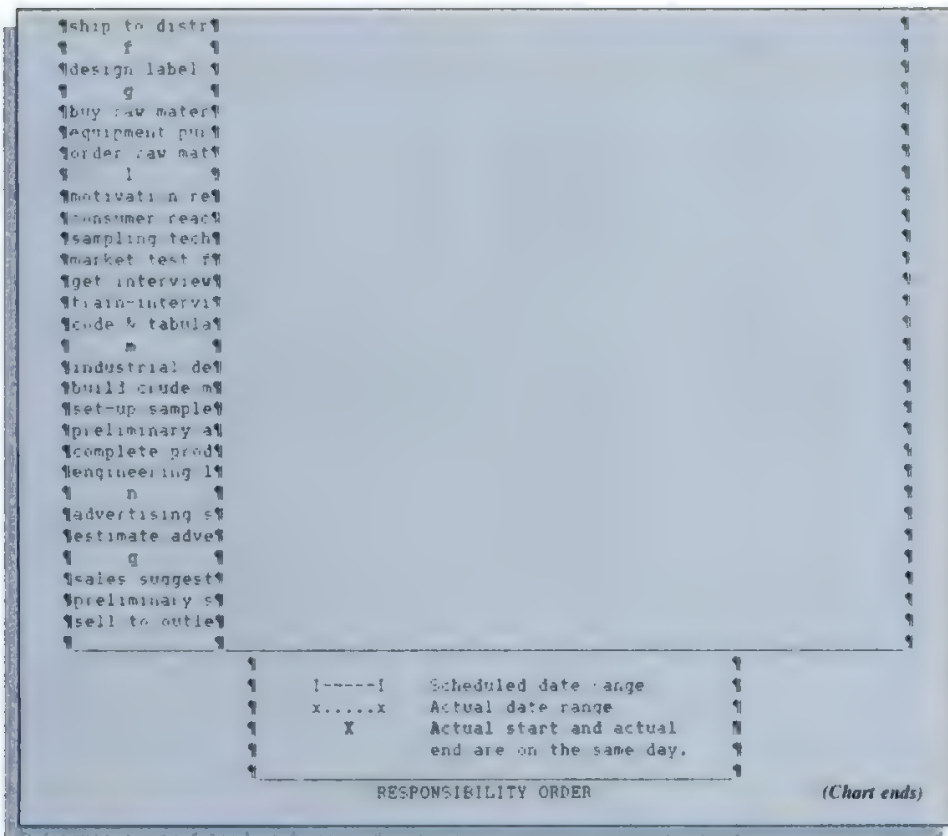 ¶ship to distr¶ ¶
¶ f ¶ ¶
¶design label ¶ ¶
¶ g ¶ ¶
¶buy raw mater¶ ¶
¶equipment pur¶ ¶
¶order raw mat¶ ¶
¶ l ¶ ¶
¶motivation re¶ ¶
¶consumer reac¶ ¶
¶sampling tech¶ ¶
¶market test f¶ ¶
¶get interview¶ ¶
¶train-intervi¶ ¶
¶code & tabula¶ ¶
¶ m ¶ ¶
¶industrial de¶ ¶
¶build crude m¶ ¶
¶set-up sample¶ ¶
¶preliminary a¶ ¶
¶complete prod¶ ¶
¶engineering l¶ ¶
¶ n ¶ ¶
¶advertising s¶ ¶
¶estimate adve¶ ¶
¶ q ¶ ¶
¶sales suggest¶ ¶
¶preliminary s¶ ¶
¶sell to outle¶ ¶
¶ ¶ ¶
¶ ¶
¶ I-----I Scheduled date range ¶
¶ x.....x Actual date range ¶
¶ X Actual start and actual ¶
¶ end are on the same day. ¶
¶ ¶
RESPONSIBILITY ORDER (Chart ends)